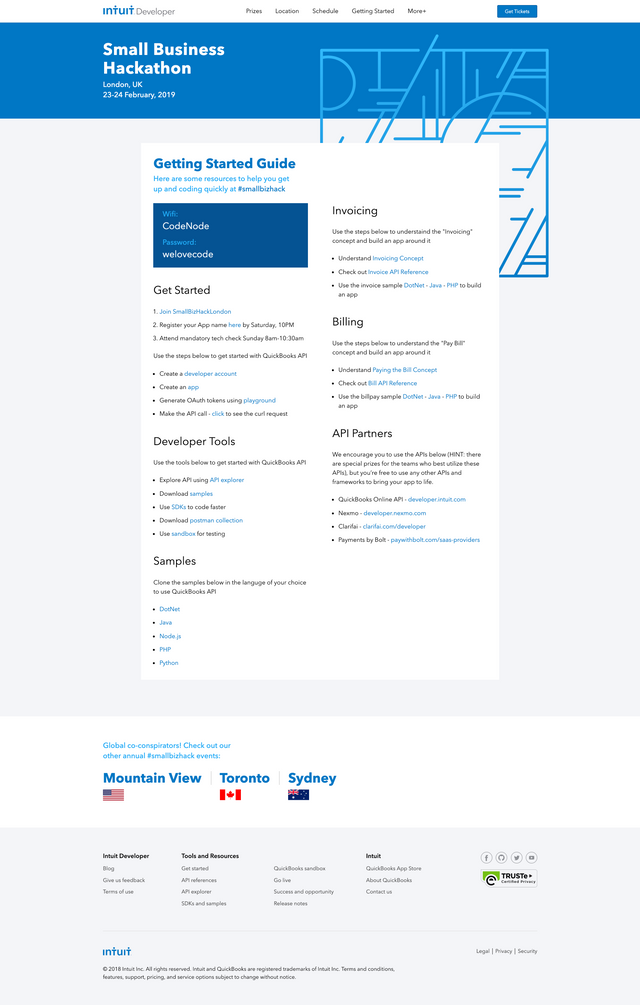 intuit Developer
Prizes
Location
Schedule
Getting Started
More+
Get Tickets
Small Business
Hackathon
London, UK
23-24 February, 2019
Getting Started Guide
Here are some resources to help you get
up and coding quickly at #smallbizhack
Wifi:
CodeNode
Password:
welovecode
Get Started
1. Join SmallBizHackLondon
2. Register your App name here by Saturday, 10PM
3. Attend mandatory tech check Sunday 8am-10:30am
Use the steps below to get started with QuickBooks API
• Create a developer account
• Create an app
• Generate OAuth tokens using playground
• Make the API call - click to see the curl request
Developer Tools
Use the tools below to get started with QuickBooks API
• Explore API using API explorer
• Download samples
• Use SDKs to code faster
• Download postman collection
• Use sandbox for testing
Samples
Clone the samples below in the languge of your choice
to use QuickBooks API
• DotNet
• Java
• Node.js
• PHP
• Python
Invoicing
Use the steps below to understaind the "Invoicing"
concept and build an app around it
• Understand Invoicing Concept
• Check out Invoice API Reference
• Use the invoice sample DotNet - Java - PHP to build
an app
Billing
Use the steps below to understand the "Pay Bill"
concept and build an app around it
• Understand Paying the Bill Concept
• Check out Bill API Reference
• Use the billpay sample DotNet - Java - PHP to build
an app
API Partners
We encourage you to use the APIs below (HINT: there
are special prizes for the teams who best utilize these
APIs), but you're free to use any other APIs and
frameworks to bring your app to life.
• QuickBooks Online API - developer.intuit.com
• Nexmo - developer.nexmo.com
• Clarifai - clarifai.com/developer
• Payments by Bolt - paywithbolt.com/saas-providers
Global co-conspirators! Check out our
other annual #smallbizhack events:
Mountain View
Toronto
Sydney
Intuit Developer
Blog
Give us feedback
Terms of use
Tools and Resources
Get started
API references
API explorer
SDKs and samples
QuickBooks sandbox
Go live
Success and opportunity
Release notes
Intuit
QuickBooks App Store
About QuickBooks
Contact us
TRUSTe
Certified Privacy
intuit
Legal | Privacy | Security
© 2018 Intuit Inc. All rights reserved. Intuit and QuickBooks are registered trademarks of Intuit Inc. Terms and conditions,
features, support, pricing, and service options subject to change without notice.